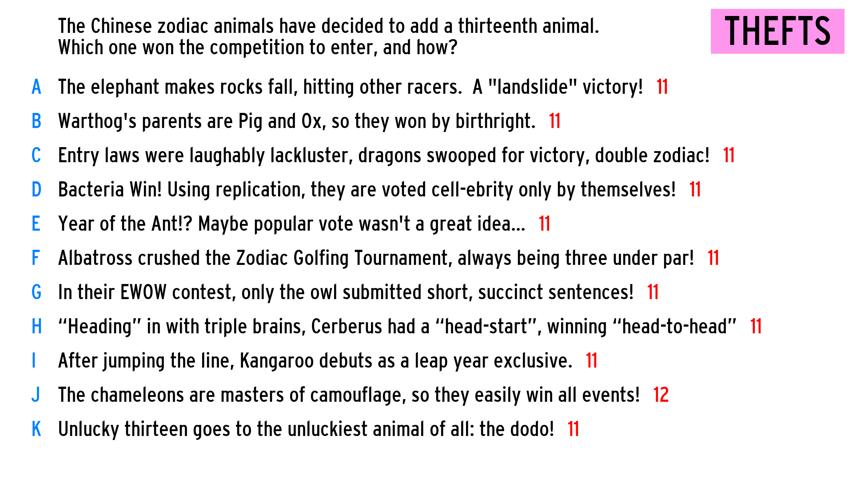 The Chinese zodiac animals have decided to add a thirteenth animal.
Which one won the competition to enter, and how?
THEFTS
A The elephant makes rocks fall, hitting other racers. A "landslide" victory! 11
B Warthog's parents are Pig and Ox, so they won by birthright. 11
C Entry laws were laughably lackluster, dragons swooped for victory, double zodiac! 11
D Bacteria Win! Using replication, they are voted cell-ebrity only by themselves! 11
E Year of the Ant!? Maybe popular vote wasn't a great idea... 11
F Albatross crushed the Zodiac Golfing Tournament, always being three under par! 11
G In their EWOW contest, only the owl submitted short, succinct sentences! 11
H “Heading” in with triple brains, Cerberus had a “head-start”, winning “head-to-head” 11
I After jumping the line, Kangaroo debuts as a leap year exclusive. 11
J The chameleons are masters of camouflage, so they easily win all events! 12
K Unlucky thirteen goes to the unluckiest animal of all: the dodo! 11